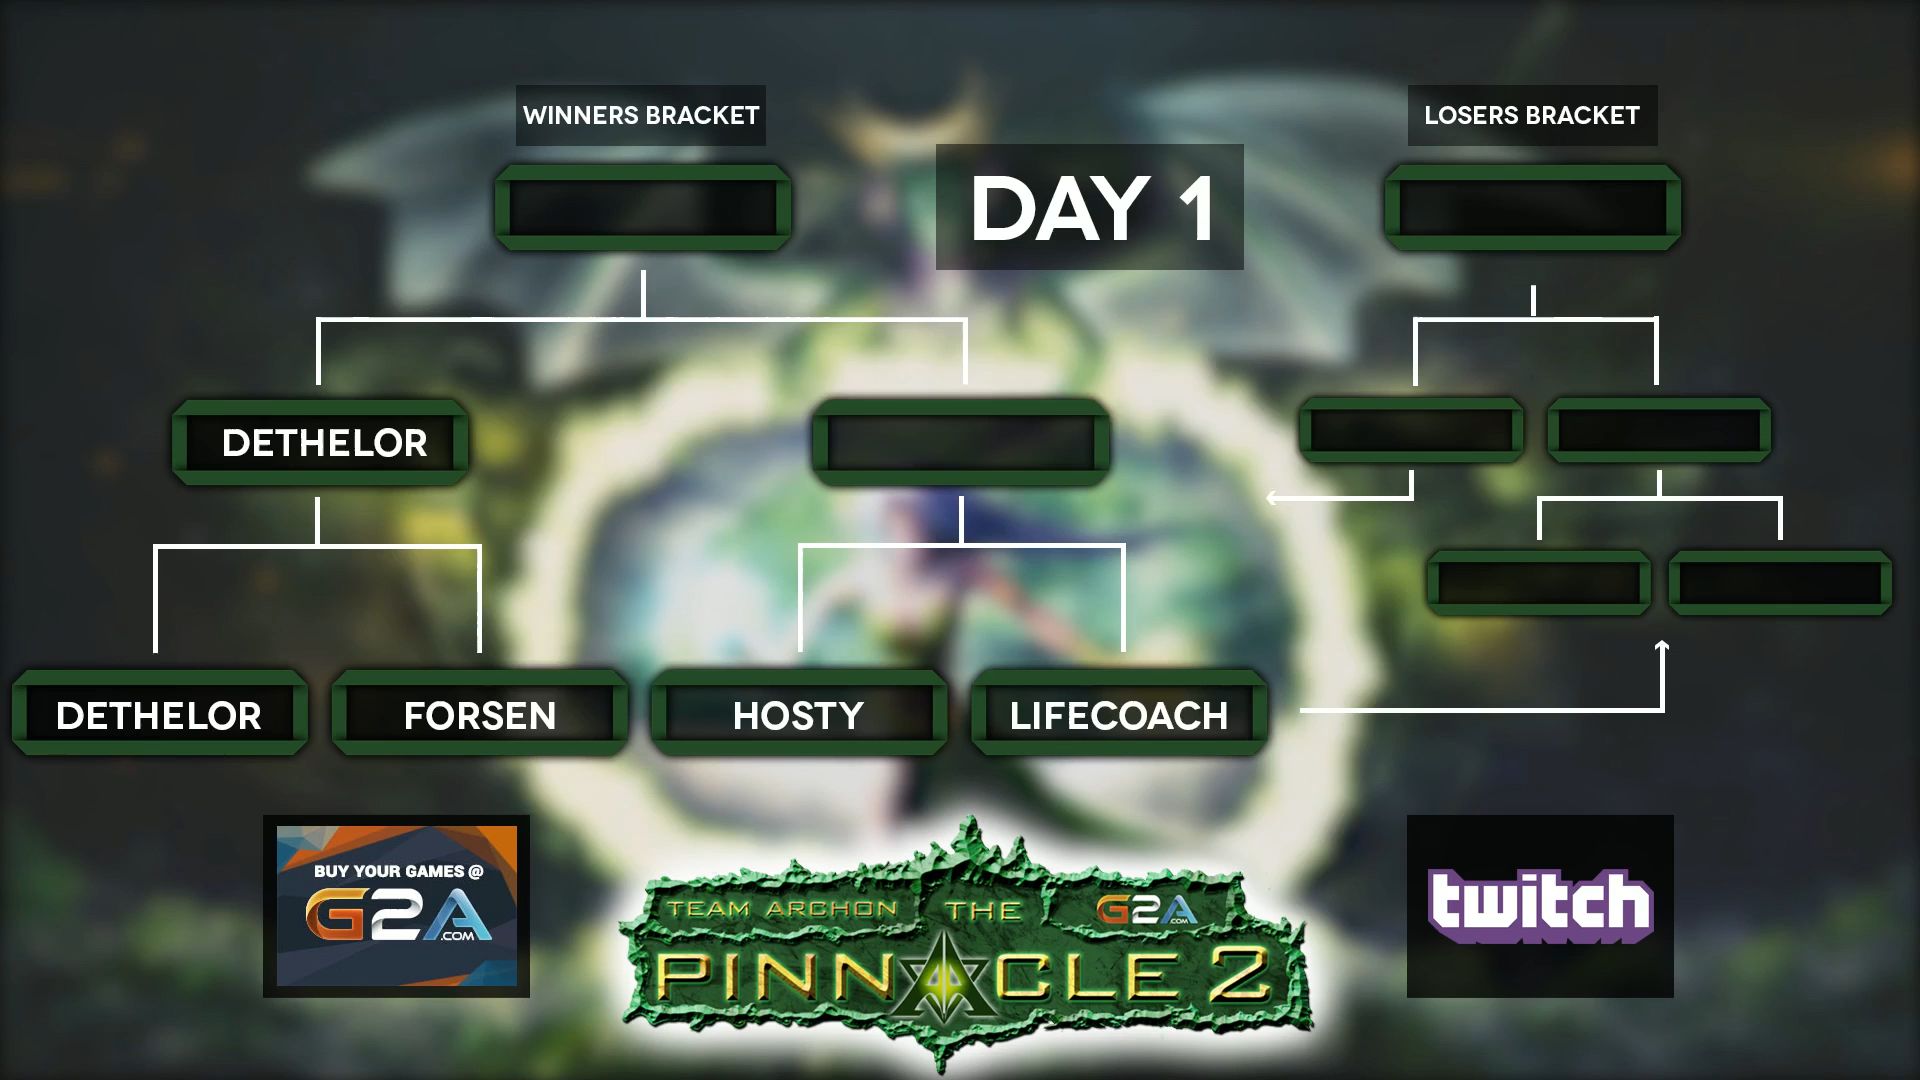 WINNERS BRACKET
LOSERS BRACKET
DAY 1
DETHELOR
DETHELOR
FORSEN
HOSTY
LIFECOACH
BUY YOUR GAMES @
G2A
.COM
TEAM ARCHON THE G2A .COM
PINNACLE 2
twitch